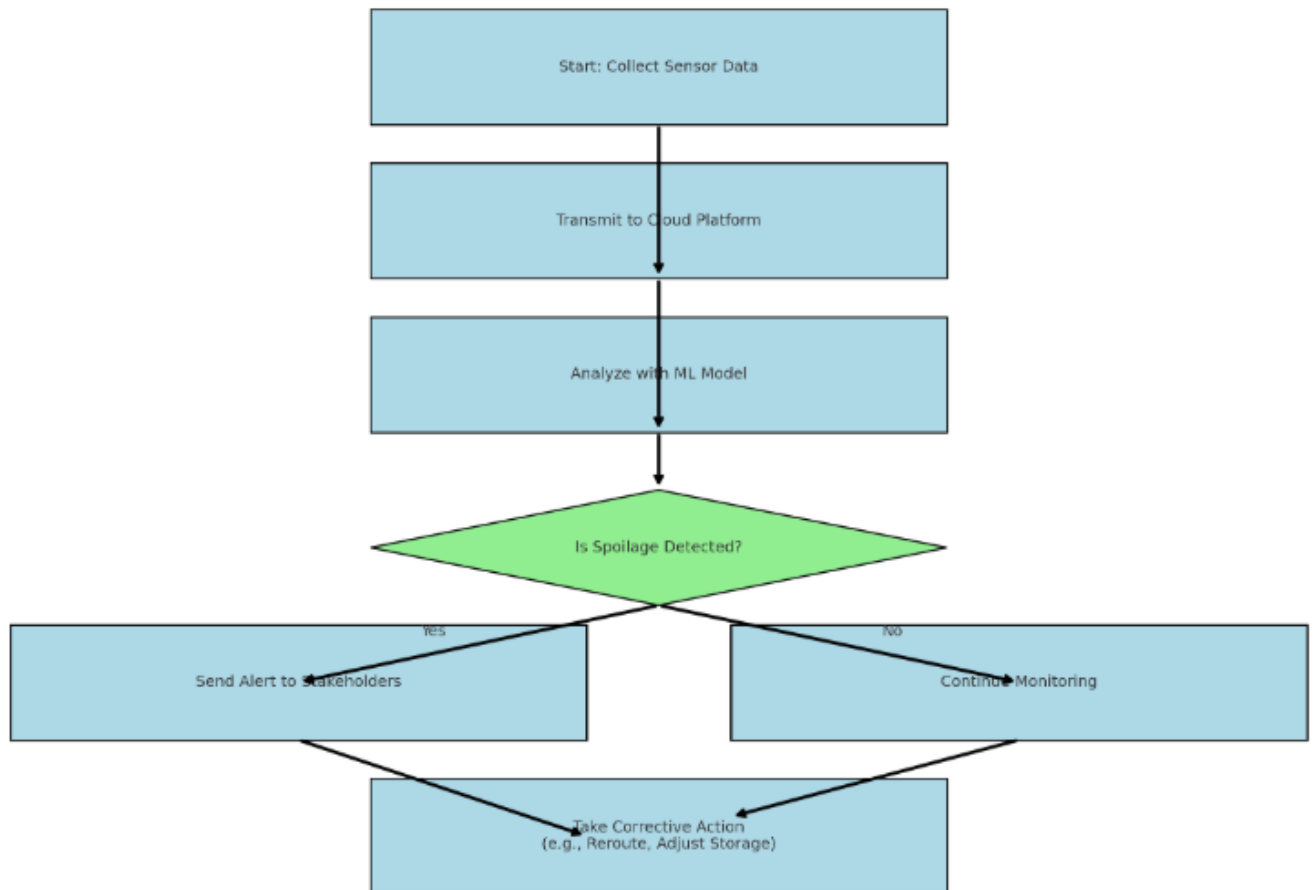 Start: Collect Sensor Data
Transmit to Cloud Platform
Analyze with ML Model
Is Spoilage Detected?
Yes
No
Send Alert to Stakeholders
Continue Monitoring
Take Corrective Action
(e.g., Reroute, Adjust Storage)